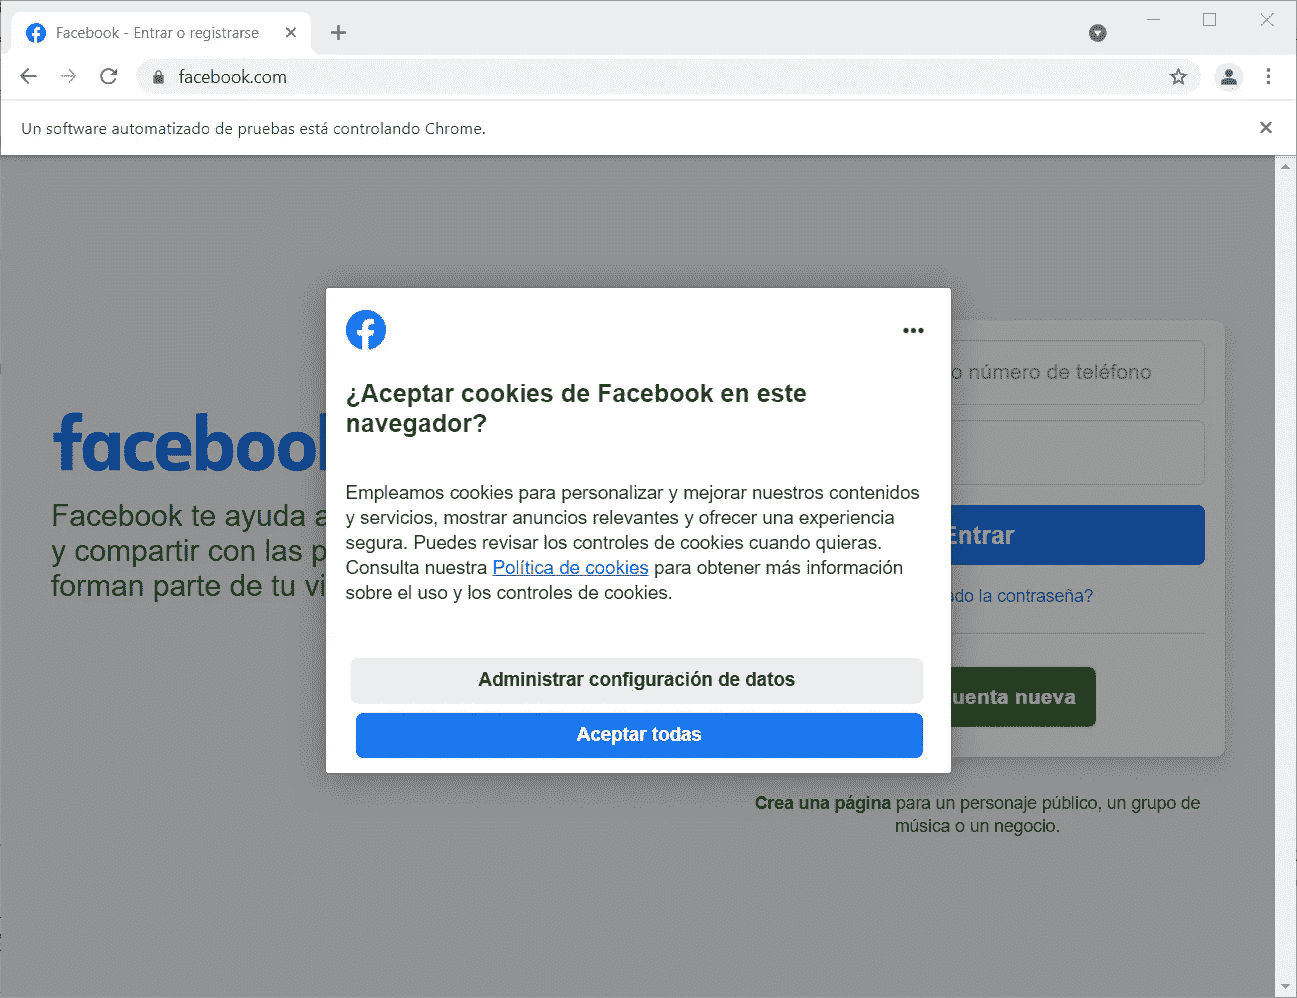 Facebook - Entrar o registrarse
facebook.com
Un software automatizado de pruebas está controlando Chrome.
¿Aceptar cookies de Facebook en este
navegador?
Empleamos cookies para personalizar y mejorar nuestros contenidos
y servicios, mostrar anuncios relevantes y ofrecer una experiencia
segura. Puedes revisar los controles de cookies cuando quieras.
Consulta nuestra Política de cookies para obtener más información
sobre el uso y los controles de cookies.
Administrar configuración de datos
Aceptar todas
Facebook te ayuda a
y compartir con las
forman parte de tu
o número de teléfono
Entrar
la contraseña?
nueva
Crea una página para un personaje público, un grupo de
música o un negocio.